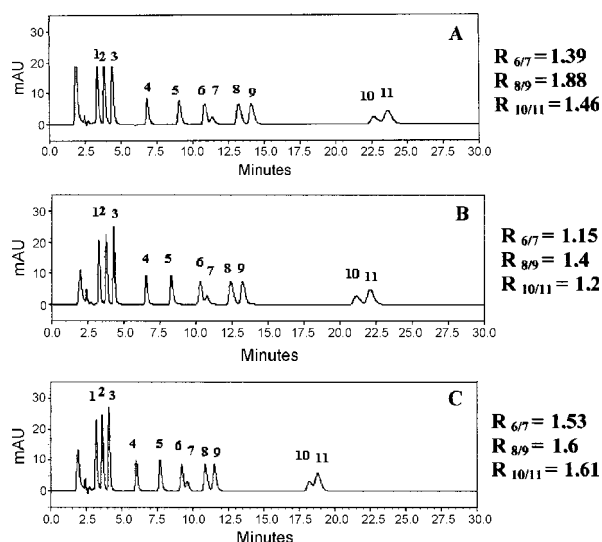 A
30
20
10
0
mAU
1 2 3 4 5 6 7 8 9 10 11
0.0 2.5 5.0 7.5 10.0 12.5 15.0 17.5 20.0 22.5 25.0 27.5 30.0
Minutes
R 6/7 = 1.39
R 8/9 = 1.88
R 10/11 = 1.46
B
30
20
10
0
mAU
1 2 3 4 5 6 7 8 9 10 11
0.0 2.5 5.0 7.5 10.0 12.5 15.0 17.5 20.0 22.5 25.0 27.5 30.0
Minutes
R 6/7 = 1.15
R 8/9 = 1.4
R 10/11 = 1.2
C
30
20
10
0
mAU
1 2 3 4 5 6 7 8 9 10 11
0.0 2.5 5.0 7.5 10.0 12.5 15.0 17.5 20.0 22.5 25.0 27.5 30.0
Minutes
R 6/7 = 1.53
R 8/9 = 1.6
R 10/11 = 1.61